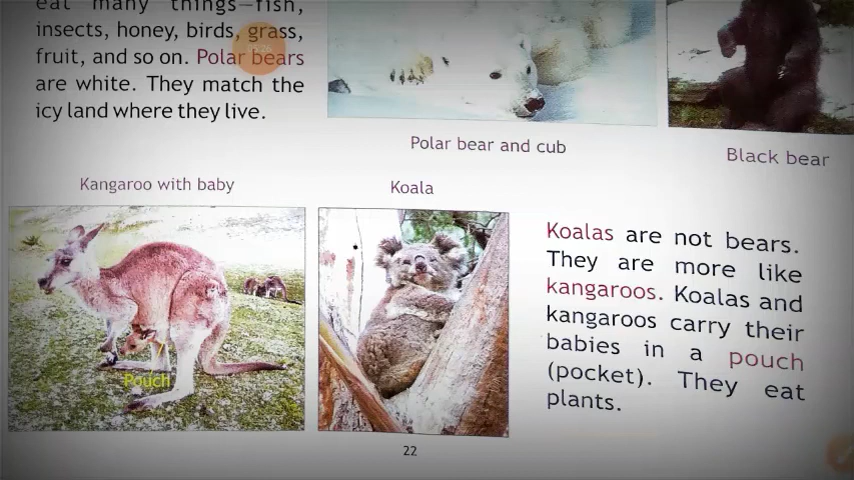 eat many things—fish,
insects, honey, birds, grass,
fruit, and so on. Polar bears
are white. They match the
icy land where they live.
05:26
Polar bear and cub
Black bear
Kangaroo with baby
Koala
Pouch
Koalas are not bears.
They are more like
kangaroos. Koalas and
kangaroos carry their
babies in a pouch
(pocket). They eat
plants.
22